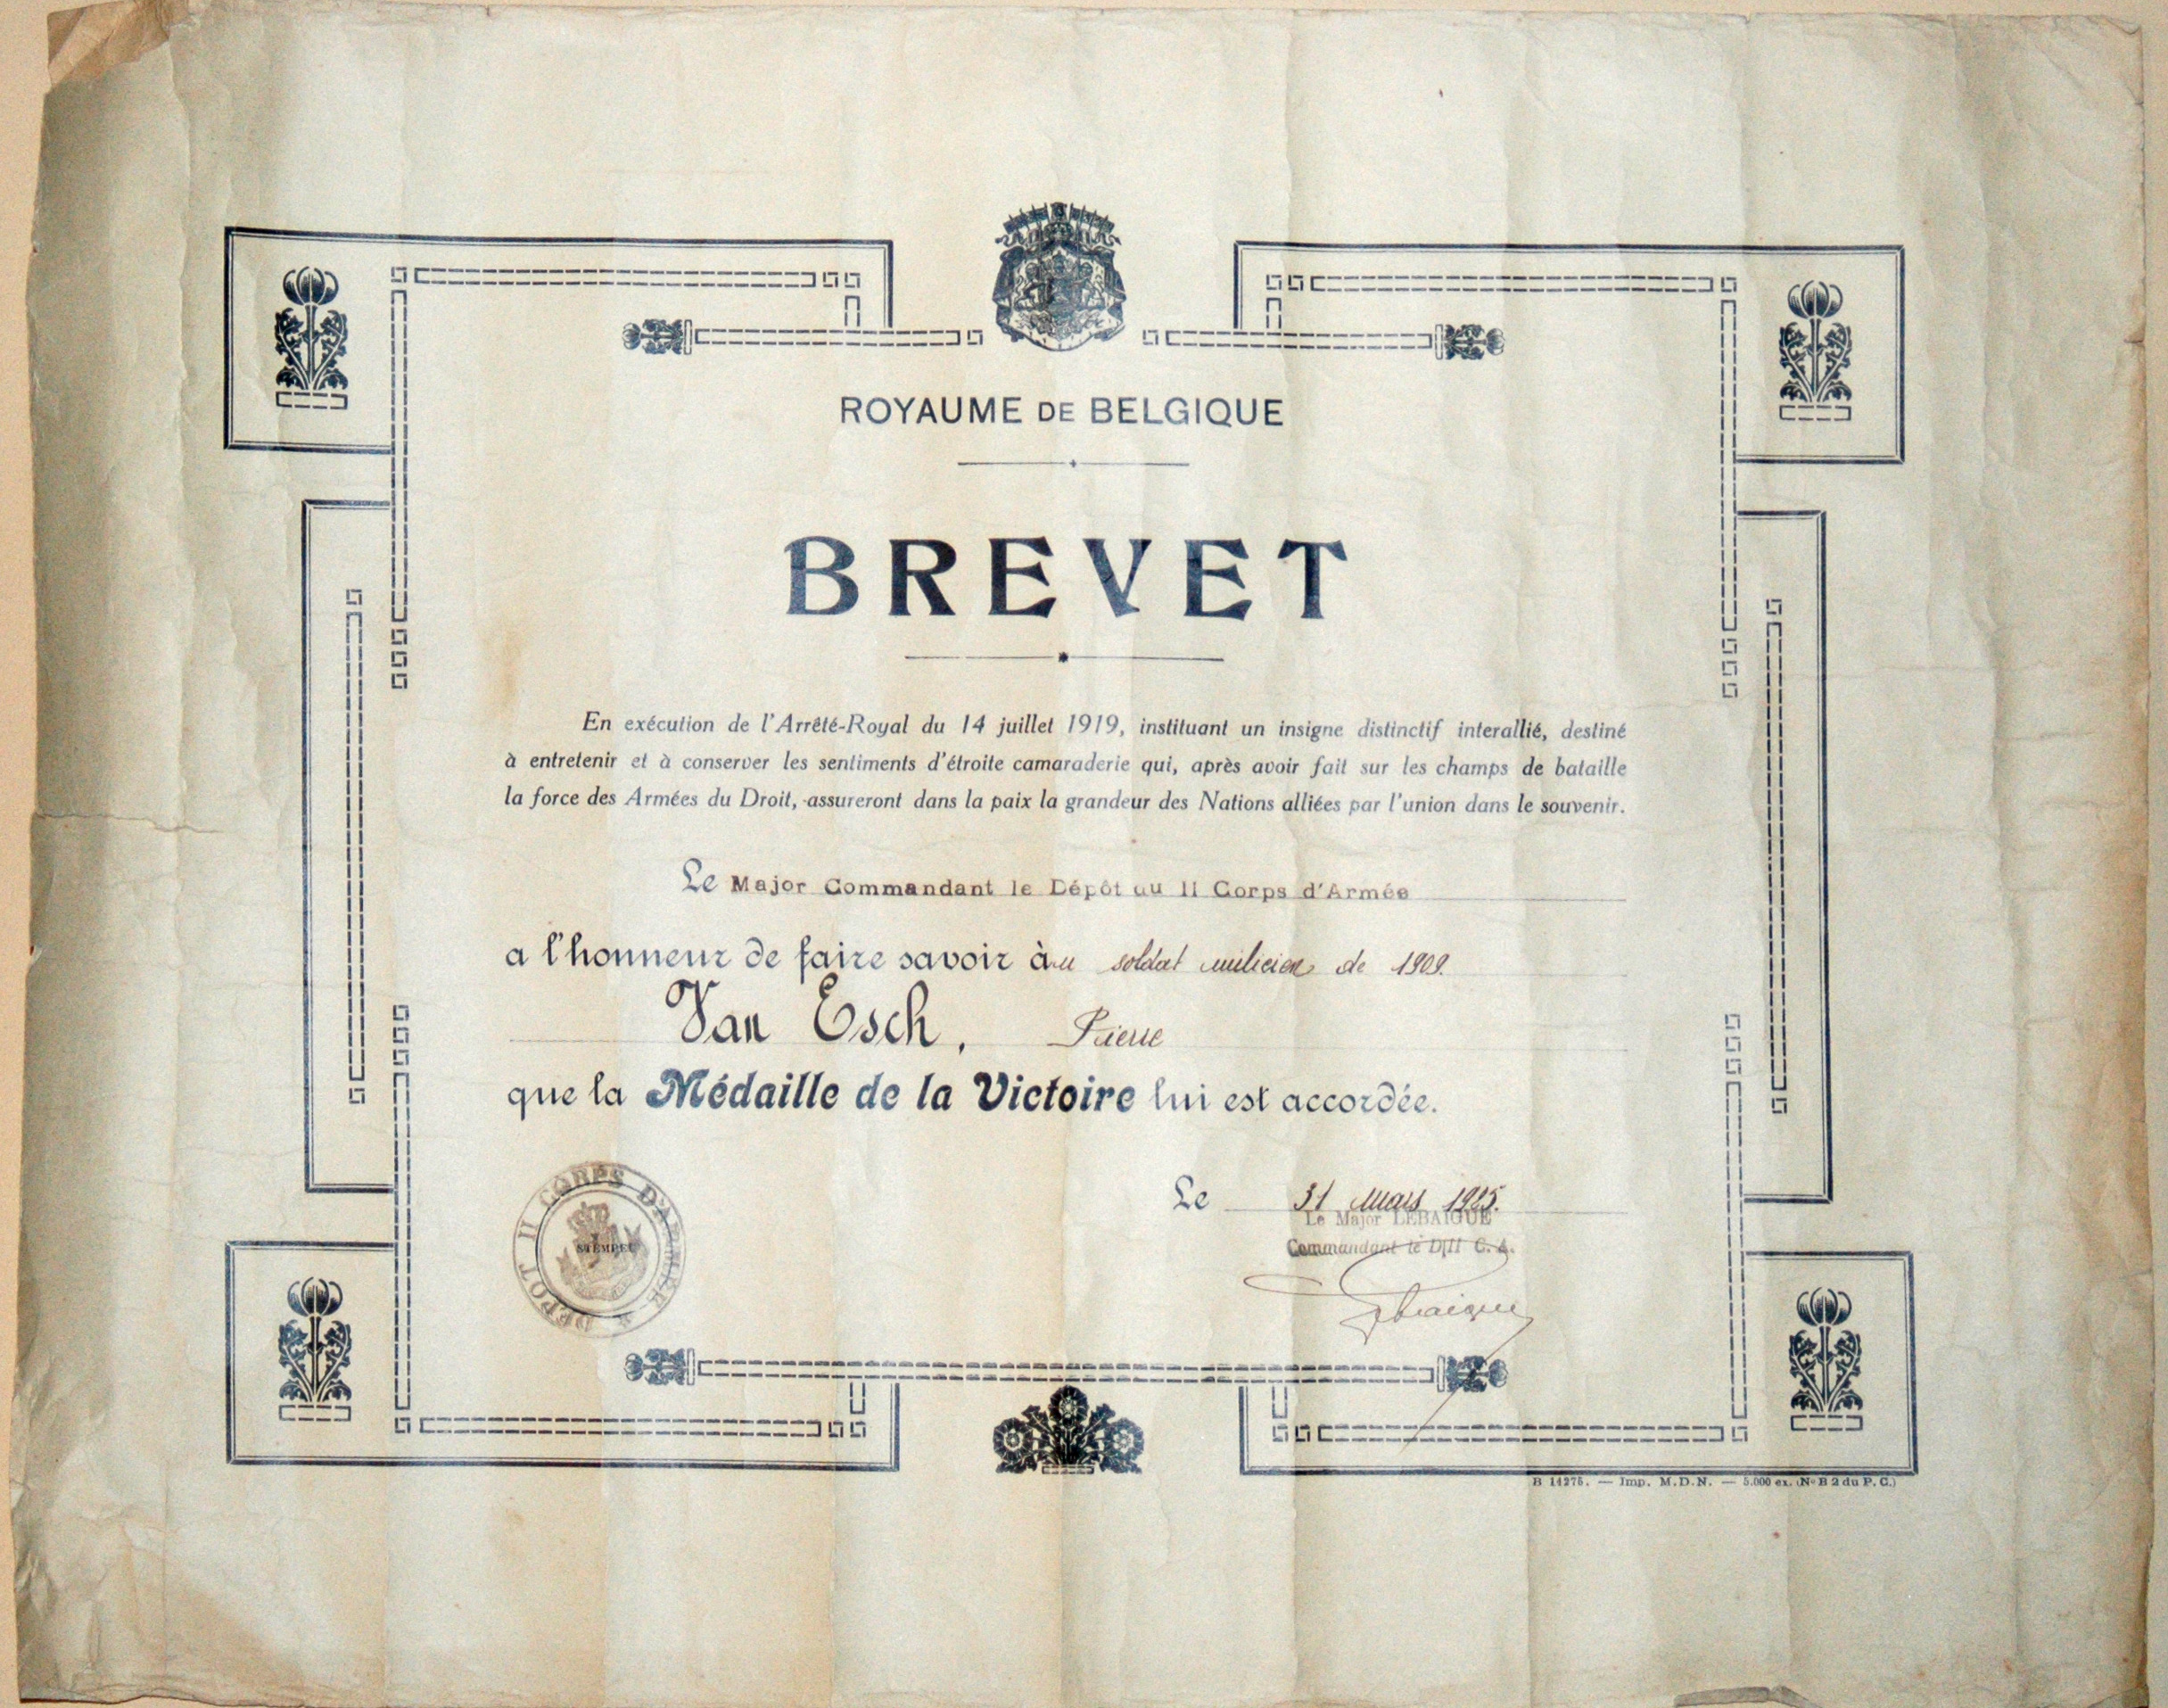 ROYAUME DE BELGIQUE
BREVET
En exécution de l'Arrêté-Royal du 14 juillet 1919, instituant un insigne distinctif interallié, destiné
à entretenir et à conserver les sentiments d'étroite camaraderie qui, après avoir fait sur les champs de bataille
la force des Armées du Droit, assureront dans la paix la grandeur des Nations alliées par l'union dans le souvenir.
Le Major Commandant le Dépôt du II Corps d'Armée
a l'honneur de faire savoir àu soldat milicien de 1909.
Van Esch, Pierre
que la Médaille de la Victoire lui est accordée.
DEPOT II CORPS D'ARMEE
STEMPEL
Le 31 Mars 1925.
Le Major LEBAIGUE
Commandant le D/II C. A.
Lebaigue
B 14275. — Imp. M.D.N. — 5.000 ex. (No B 2 du P. C.)